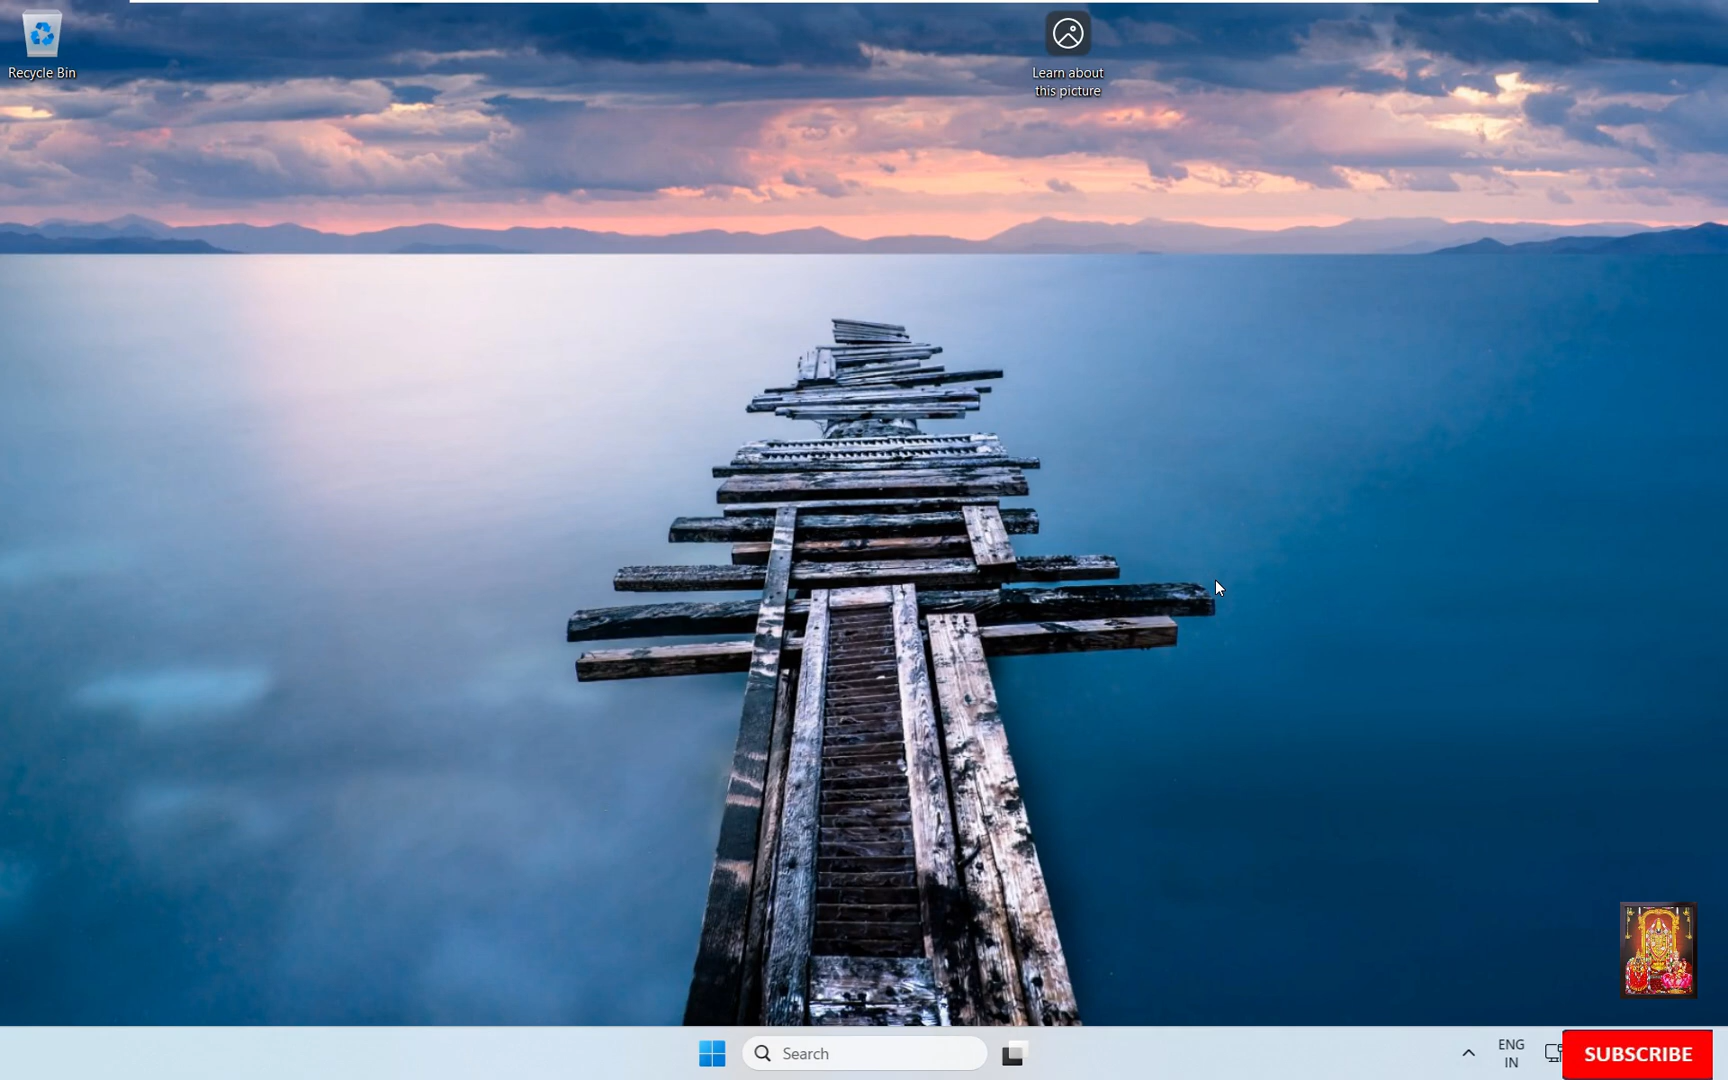 Recycle Bin
Learn about
this picture
Search
ENG
IN
SUBSCRIBE